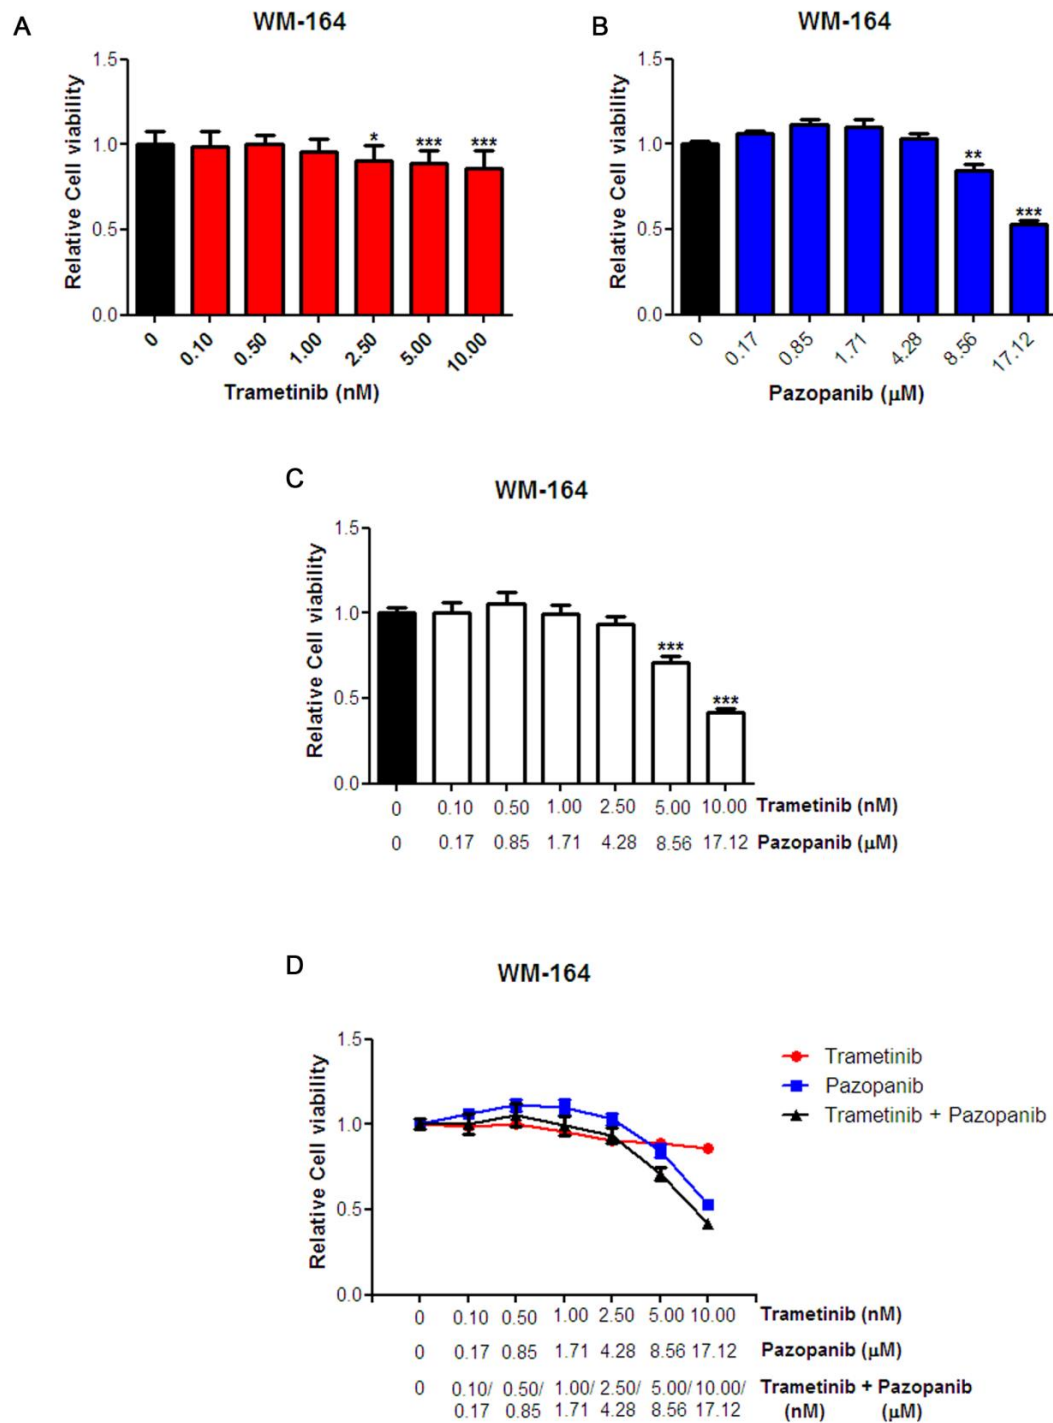 A
WM-164
Relative Cell viability
1.5
1.0
0.5
0.0
* *** ***
0 0.10 0.50 1.00 2.50 5.00 10.00
Trametinib (nM)
B
WM-164
Relative Cell viability
1.5
1.0
0.5
0.0
** ***
0 0.17 0.85 1.71 4.28 8.56 17.12
Pazopanib (μM)
C
WM-164
Relative Cell viability
1.5
1.0
0.5
0.0
*** ***
0 0.10 0.50 1.00 2.50 5.00 10.00 Trametinib (nM)
0 0.17 0.85 1.71 4.28 8.56 17.12 Pazopanib (μM)
D
WM-164
Relative Cell viability
1.5
1.0
0.5
0.0
Trametinib
Pazopanib
Trametinib + Pazopanib
0 0.10 0.50 1.00 2.50 5.00 10.00 Trametinib (nM)
0 0.17 0.85 1.71 4.28 8.56 17.12 Pazopanib (μM)
0 0.10/ 0.50/ 1.00/ 2.50/ 5.00/ 10.00/ Trametinib + Pazopanib
0.17 0.85 1.71 4.28 8.56 17.12 (nM) (μM)